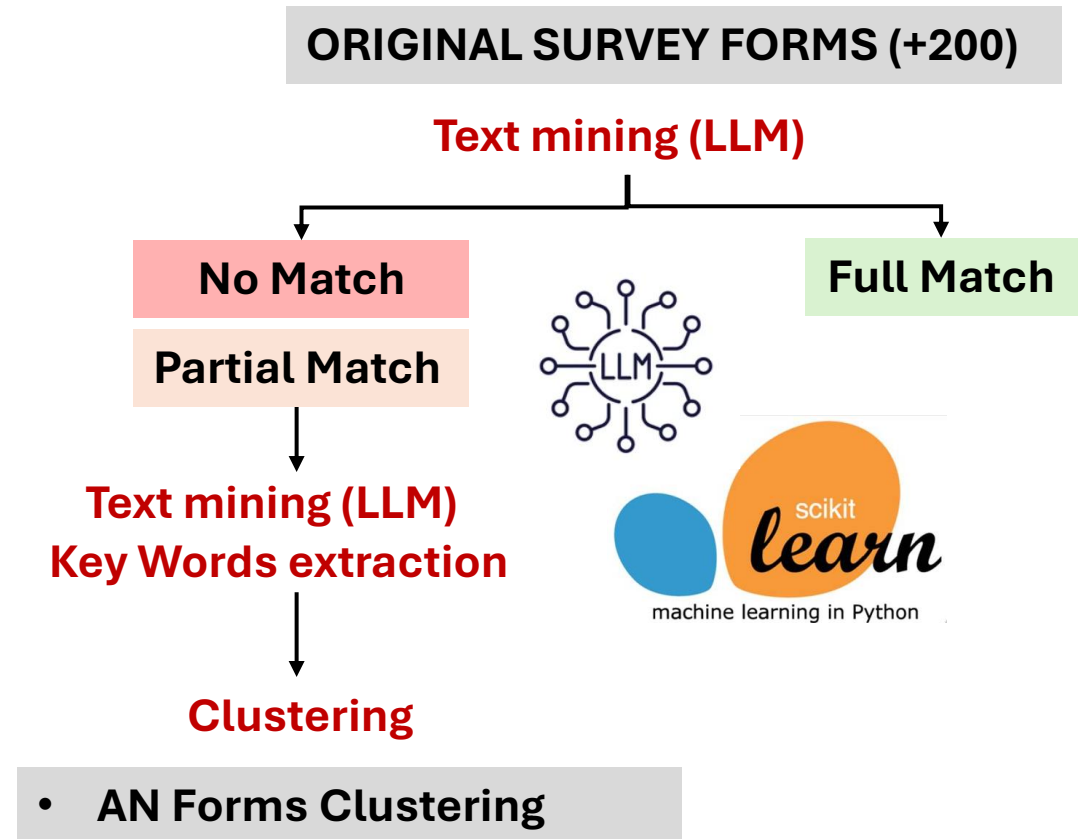 ORIGINAL SURVEY FORMS (+200)
Text mining (LLM)
No Match
Full Match
Partial Match
LLM
Text mining (LLM)
Key Words extraction
scikit
learn
machine learning in Python
Clustering
• AN Forms Clustering